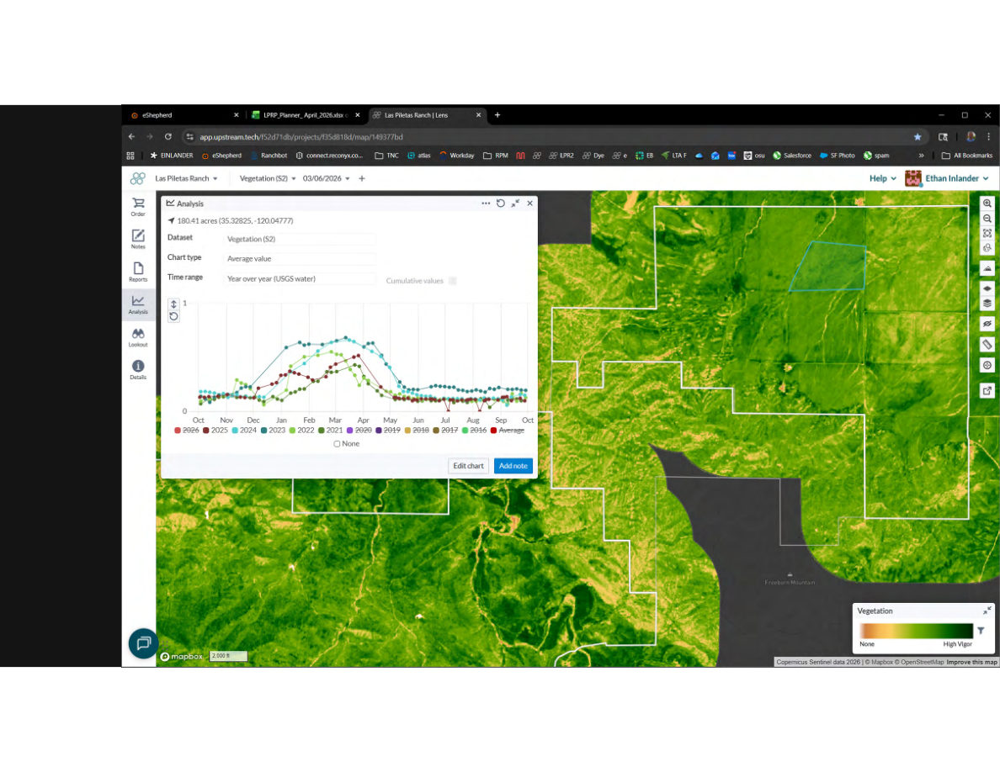 eShepherd
LPRP_Planner_ April_2026.xlsx
Las Piletas Ranch | Lens
app.upstream.tech/f52d71db/projects/f35d818d/map/149377bd
EINLANDER eShepherd Ranchbot connect.reconyx.co... TNC atlas Workday RPM LPR2 Dye e EB LTA F osu Salesforce SF Photo spam » All Bookmarks
Las Piletas Ranch Vegetation (S2) 03/06/2026 + Help Ethan Inlander
Order
Notes
Reports
Analysis
Lookout
Details
Analysis
180.41 acres (35.32825, -120.04777)
Dataset Vegetation (S2)
Chart type Average value
Time range Year over year (USGS water) Cumulative values
1
0
Oct Nov Dec Jan Feb Mar Apr May Jun Jul Aug Sep Oct
2026 2025 2024 2023 2022 2021 2020 2019 2018 2017 2016 Average
None
Edit chart Add note
Freeborn Mountain
Vegetation
None High Vigor
mapbox 2,000 ft
Copernicus Sentinel data 2026 | © Mapbox © OpenStreetMap Improve this map